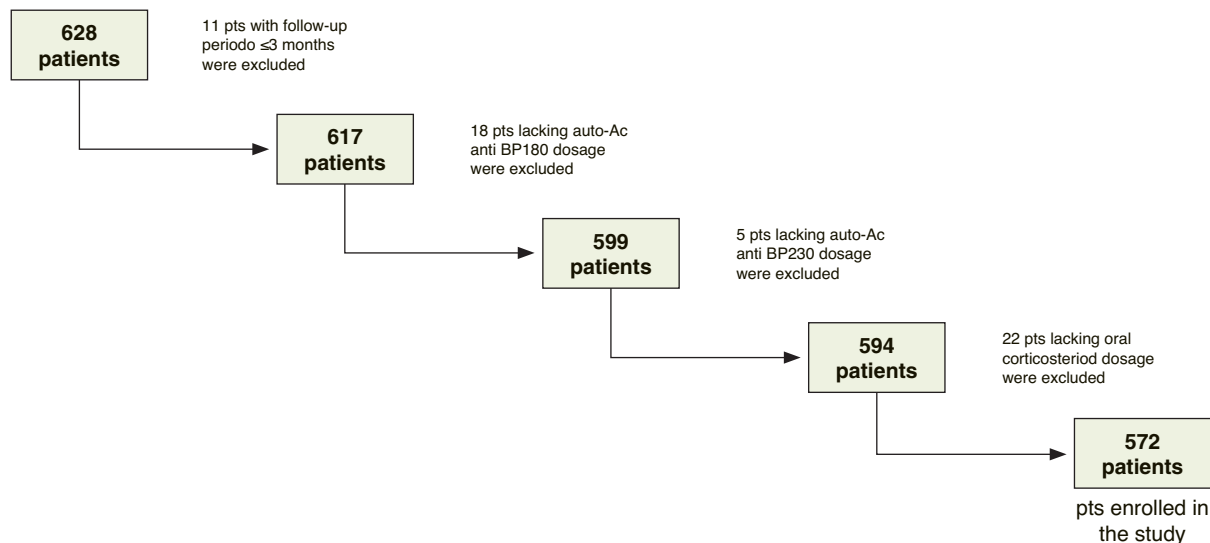 628
patients
11 pts with follow-up
periodo ≤3 months
were excluded
617
patients
18 pts lacking auto-Ac
anti BP180 dosage
were excluded
599
patients
5 pts lacking auto-Ac
anti BP230 dosage
were excluded
594
patients
22 pts lacking oral
corticosteriod dosage
were excluded
572
patients
pts enrolled in
the study